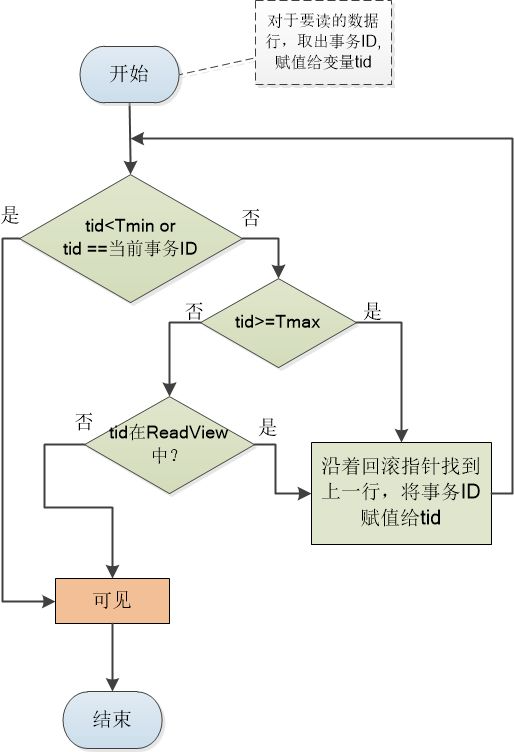 对于要读的数据
行，取出事务ID,
赋值给变量tid
开始
是
tid<Tmin or
tid ==当前事务ID
否
tid>=Tmax
否
是
tid在ReadView
中？
否
是
沿着回滚指针找到
上一行，将事务ID
赋值给tid
可见
结束